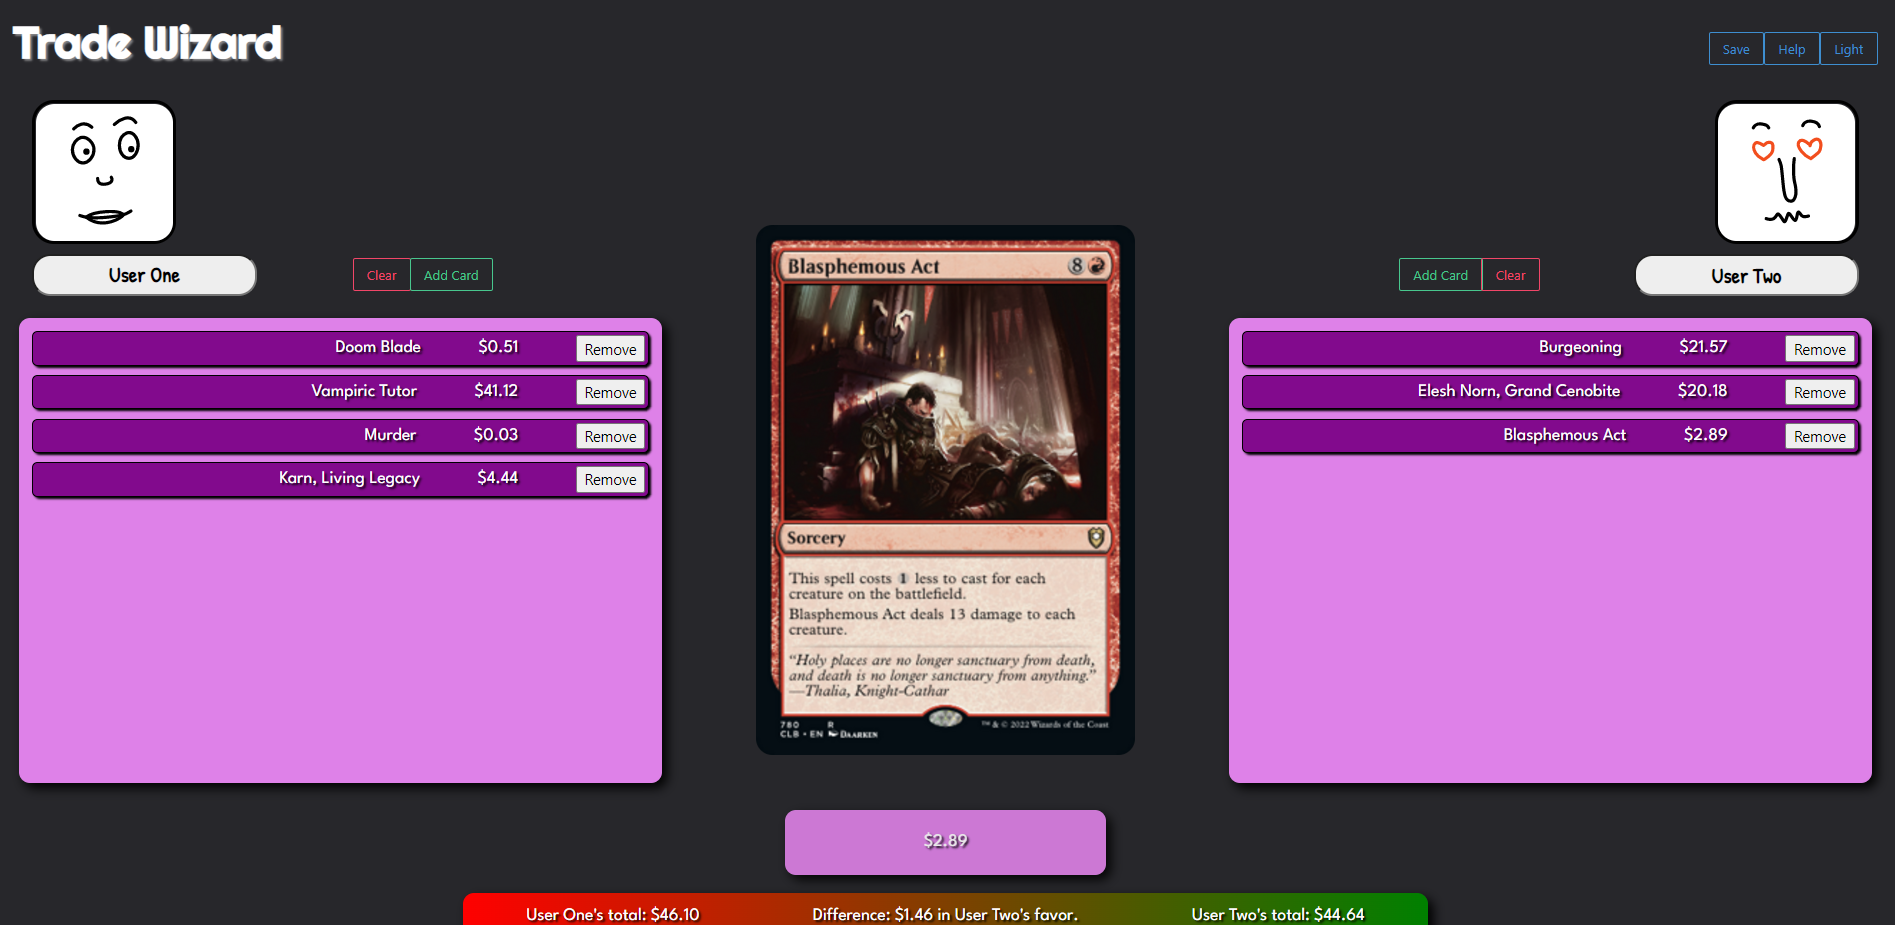 Trade Wizard
Save Help Light
User One
Clear Add Card
Add Card Clear
User Two
Doom Blade $0.51 Remove
Vampiric Tutor $41.12 Remove
Murder $0.03 Remove
Karn, Living Legacy $4.44 Remove
Blasphemous Act 8
Sorcery
This spell costs 1 less to cast for each
creature on the battlefield.
Blasphemous Act deals 13 damage to each
creature.
“Holy places are no longer sanctuary from death,
and death is no longer sanctuary from anything.”
—Thalia, Knight-Cathar
780 R
CLB • EN DAARKEN
™ & © 2022 Wizards of the Coast
Burgeoning $21.57 Remove
Elesh Norn, Grand Cenobite $20.18 Remove
Blasphemous Act $2.89 Remove
$2.89
User One's total: $46.10 Difference: $1.46 in User Two's favor. User Two's total: $44.64